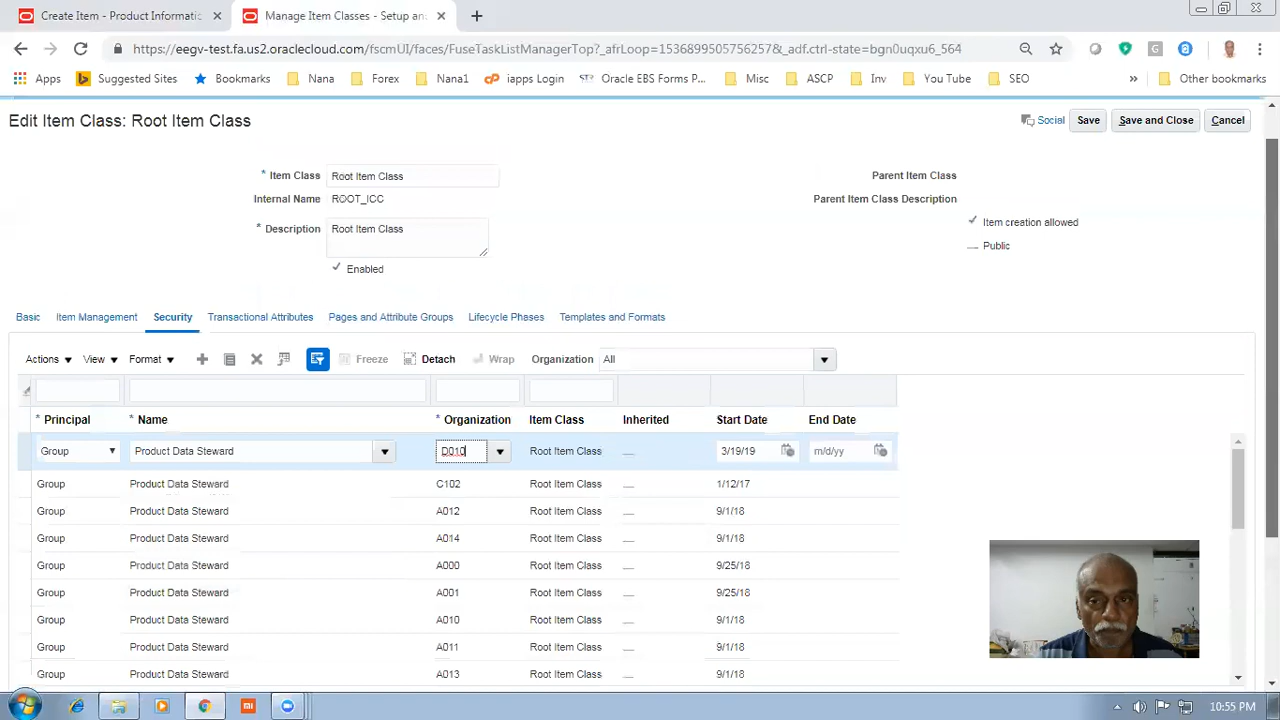 Create Item - Product Informatic
Manage Item Classes - Setup an
https://eegv-test.fa.us2.oraclecloud.com/fscmUI/faces/FuseTaskListManagerTop?_afrLoop=1536899505756257&_adf.ctrl-state=bgn0uqxu6_564
Apps Suggested Sites Bookmarks Nana Forex Nana1 iapps Login Oracle EBS Forms P... Misc ASCP Inv You Tube SEO » Other bookmarks
Edit Item Class: Root Item Class
Social Save Save and Close Cancel
* Item Class Root Item Class
Parent Item Class
Internal Name ROOT_ICC
Parent Item Class Description
* Description Root Item Class
Item creation allowed
Public
Enabled
Basic Item Management Security Transactional Attributes Pages and Attribute Groups Lifecycle Phases Templates and Formats
Actions View Format Freeze Detach Wrap Organization All
* Principal * Name * Organization Item Class Inherited Start Date End Date
Group Product Data Steward D010 Root Item Class 3/19/19 m/d/yy
Group Product Data Steward C102 Root Item Class 1/12/17
Group Product Data Steward A012 Root Item Class 9/1/18
Group Product Data Steward A014 Root Item Class 9/1/18
Group Product Data Steward A000 Root Item Class 9/25/18
Group Product Data Steward A001 Root Item Class 9/25/18
Group Product Data Steward A010 Root Item Class 9/1/18
Group Product Data Steward A011 Root Item Class 9/1/18
Group Product Data Steward A013 Root Item Class 9/1/18
10:55 PM